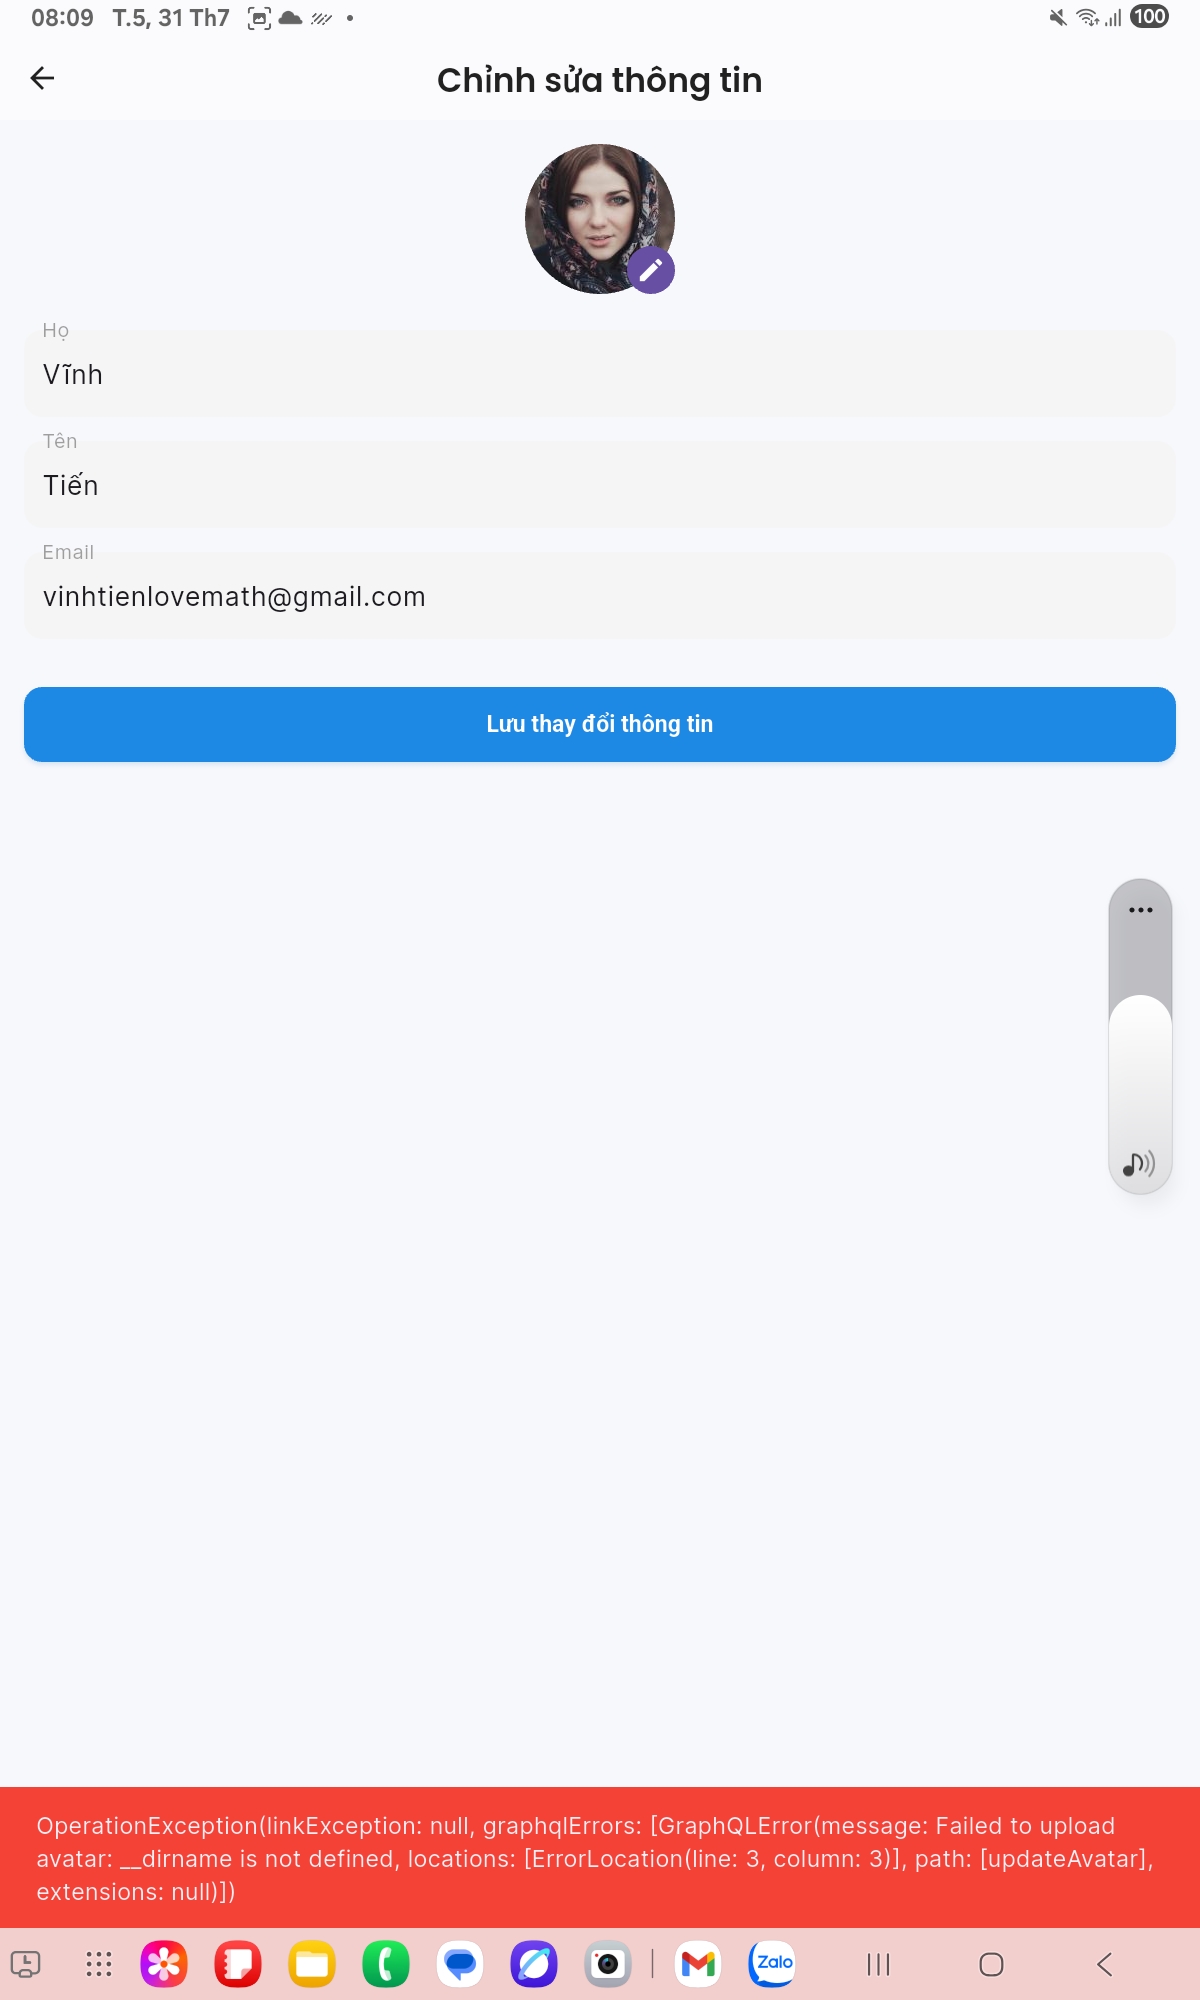 08:09 T.5, 31 Th7
100
Chỉnh sửa thông tin
Họ
Vĩnh
Tên
Tiến
Email
vinhtienlovemath@gmail.com
Lưu thay đổi thông tin
OperationException(linkException: null, graphqlErrors: [GraphQLError(message: Failed to upload
avatar: __dirname is not defined, locations: [ErrorLocation(line: 3, column: 3)], path: [updateAvatar],
extensions: null)])
Zalo